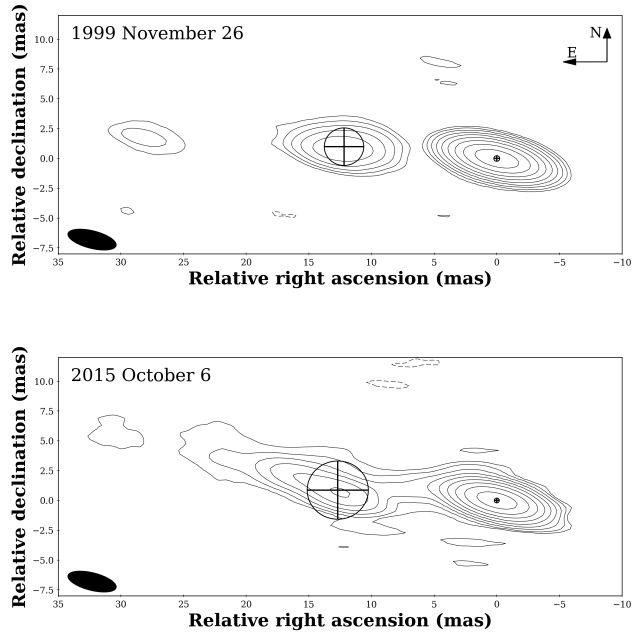 1999 November 26
N
E
10.0
7.5
5.0
2.5
0.0
−2.5
−5.0
−7.5
Relative declination (mas)
35 30 25 20 15 10 5 0 −5 −10
Relative right ascension (mas)
2015 October 6
10.0
7.5
5.0
2.5
0.0
−2.5
−5.0
−7.5
Relative declination (mas)
35 30 25 20 15 10 5 0 −5 −10
Relative right ascension (mas)